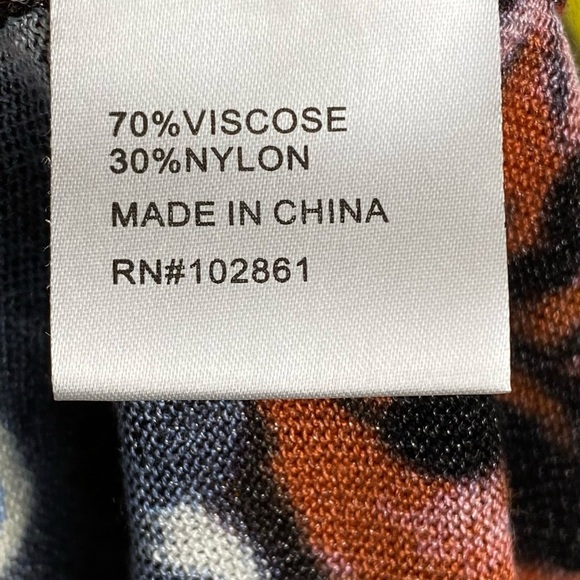 70%VISCOSE
30%NYLON
MADE IN CHINA
RN#102861